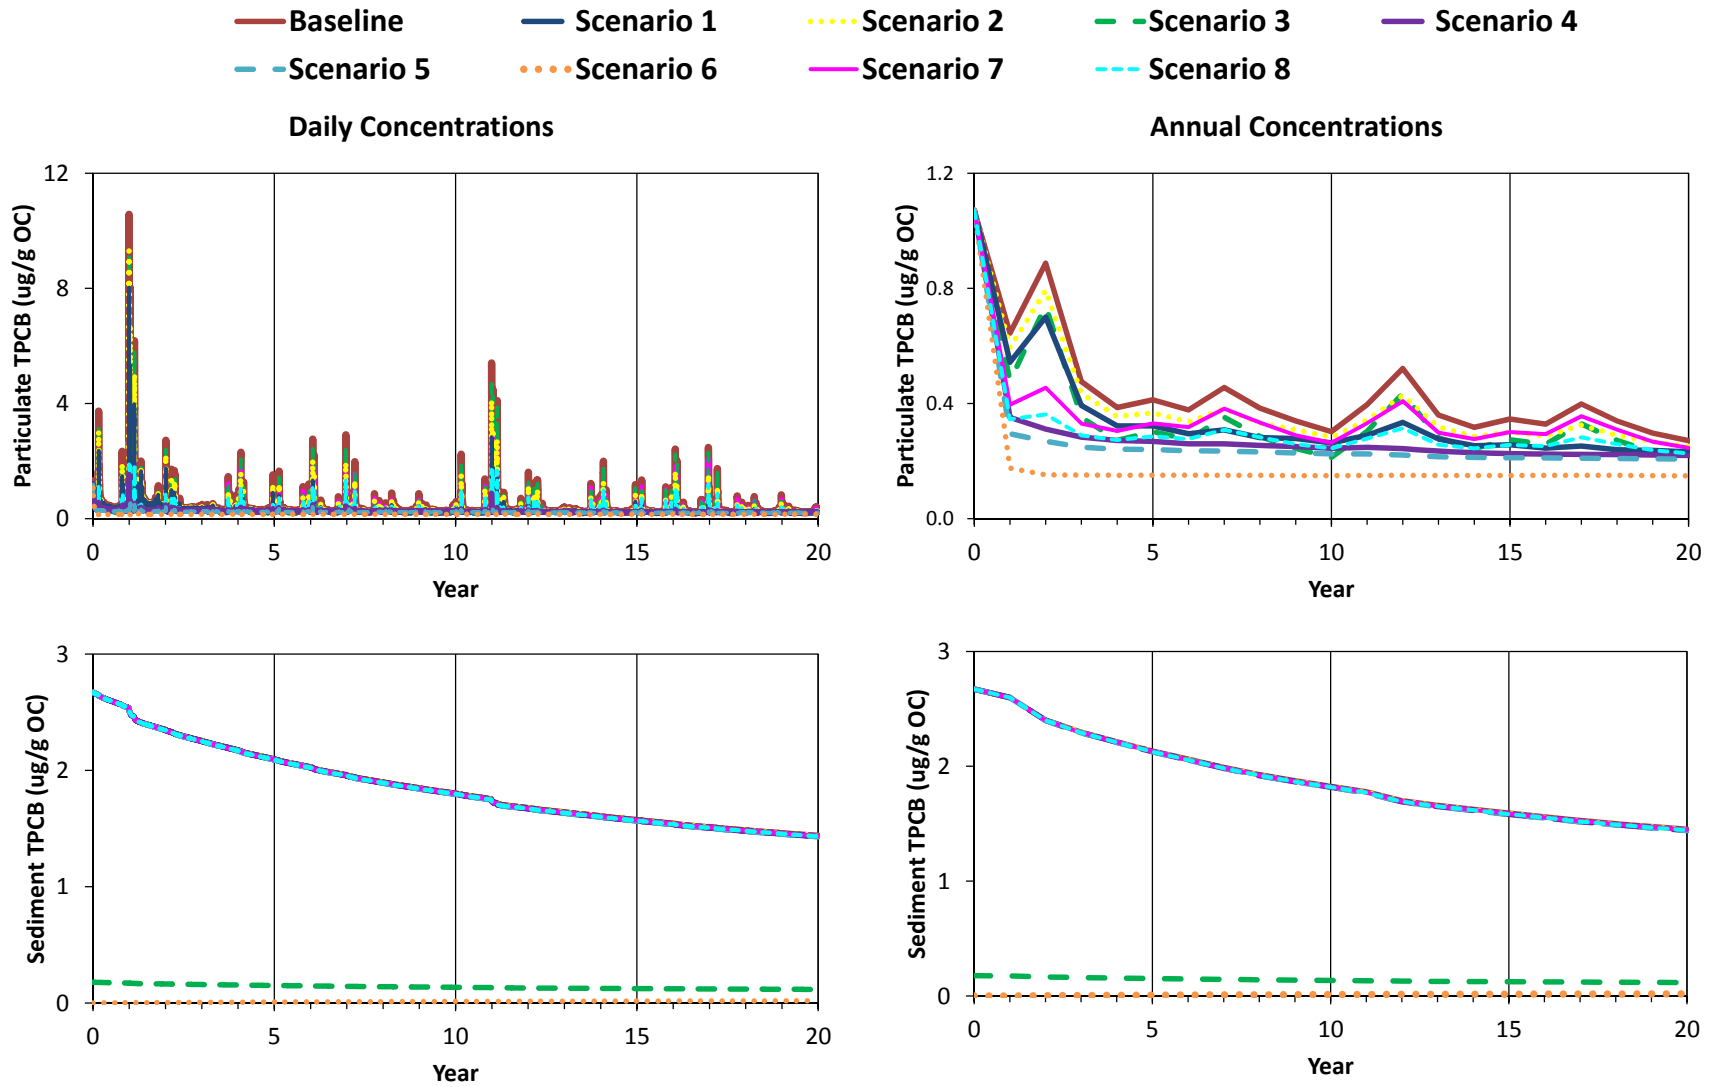 Baseline Scenario 1 Scenario 2 Scenario 3 Scenario 4
Scenario 5 Scenario 6 Scenario 7 Scenario 8
Daily Concentrations
Annual Concentrations
Particulate TPCB (ug/g OC)
12
8
4
0
0 5 10 15 20
Year
Particulate TPCB (ug/g OC)
1.2
0.8
0.4
0.0
0 5 10 15 20
Year
Sediment TPCB (ug/g OC)
3
2
1
0
0 5 10 15 20
Year
Sediment TPCB (ug/g OC)
3
2
1
0
0 5 10 15 20
Year